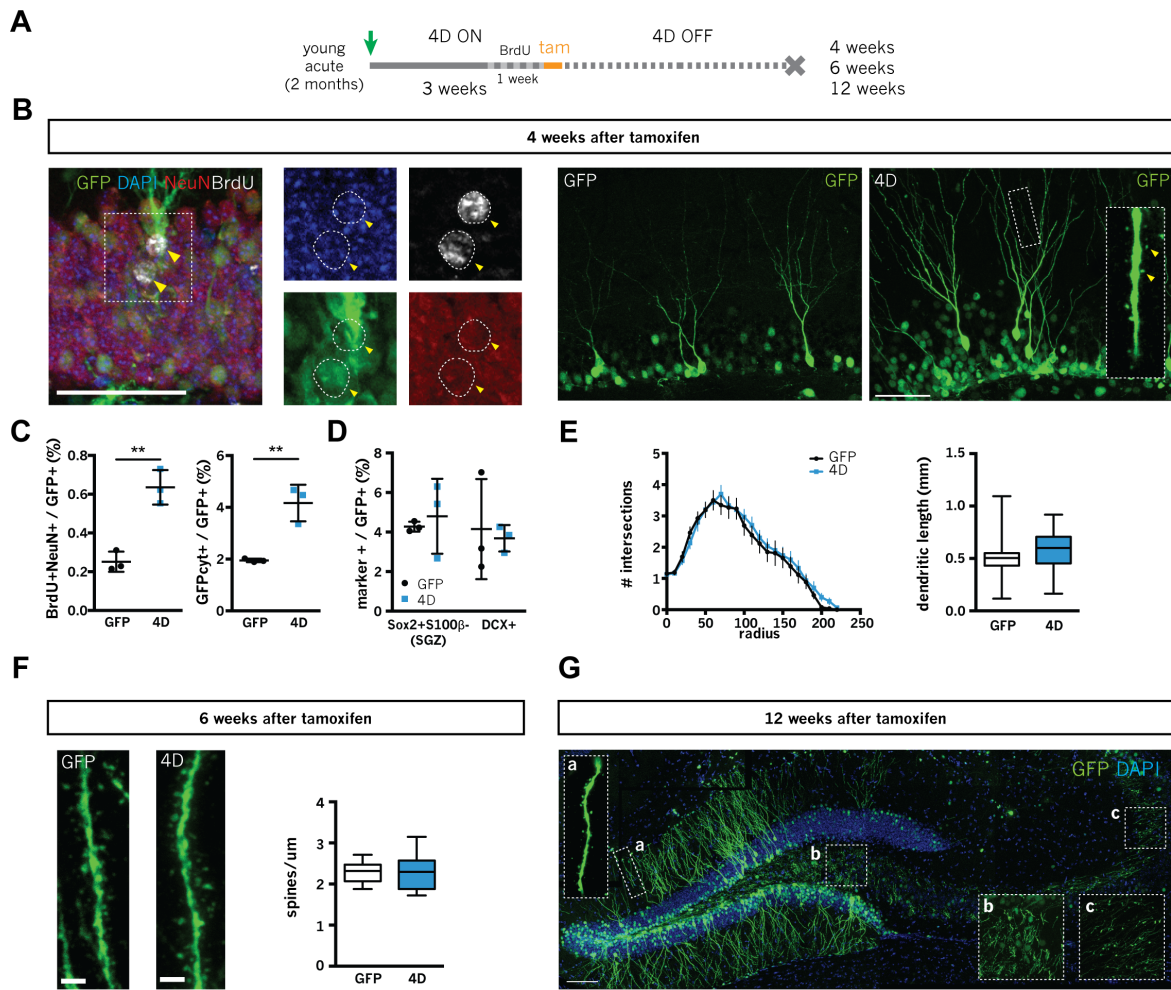 A
young
acute
(2 months)
4D ON
3 weeks
BrdU
1 week
tam
4D OFF
4 weeks
6 weeks
12 weeks
B
4 weeks after tamoxifen
GFP DAPI NeuNBrdU
GFP
GFP
4D
GFP
C
BrdU+NeuN+ / GFP+ (%)
0.8
0.6
0.4
0.2
0.0
**
GFP
4D
GFPcyt+ / GFP+ (%)
6
4
2
0
**
GFP
4D
D
marker + / GFP+ (%)
8
6
4
2
0
GFP
4D
Sox2+S100β-
(SGZ)
DCX+
E
# intersections
5
4
3
2
1
0
GFP
4D
0 50 100 150 200 250
radius
dendritic length (mm)
1.5
1.0
0.5
0.0
GFP
4D
F
6 weeks after tamoxifen
GFP
4D
spines/um
4
3
2
1
0
GFP
4D
G
12 weeks after tamoxifen
a
GFP DAPI
a
b
c
b
c